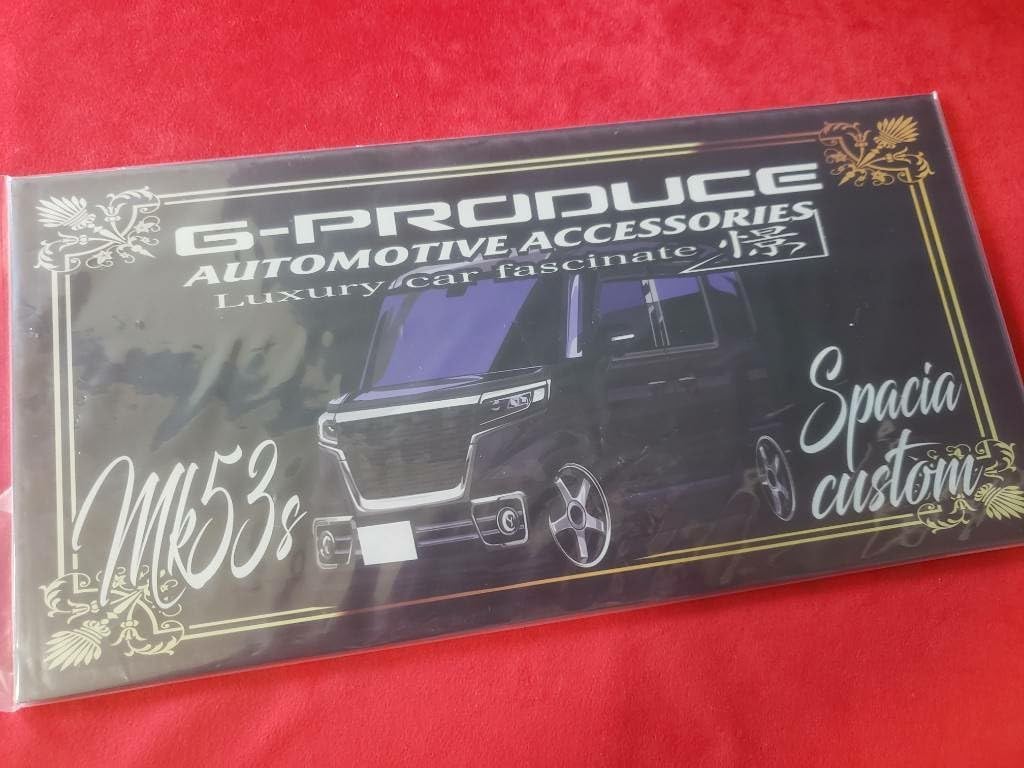 G-PRODUCE
AUTOMOTIVE ACCESSORIES
Luxury car fascinate 憬
Mk53s
Spacia
custom